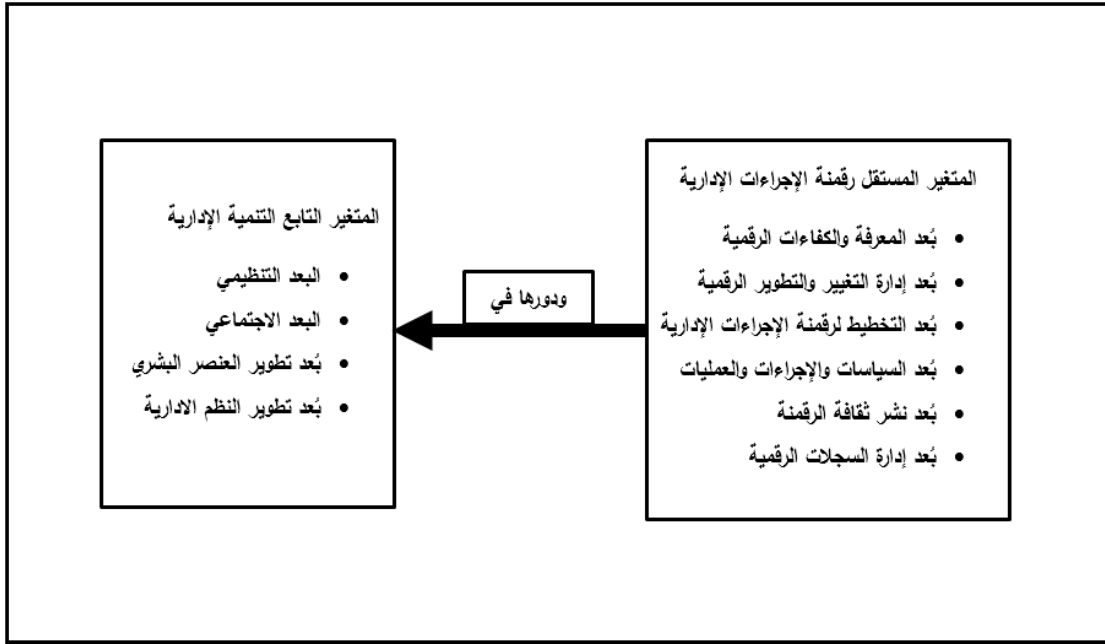 المتغير المستقل رقمنة الإجراءات الإدارية
• بُعد المعرفة والكفاءات الرقمية
• بُعد إدارة التغيير والتطوير الرقمية
• بُعد التخطيط لرقمنة الإجراءات الإدارية
• بُعد السياسات والإجراءات والعمليات
• بُعد نشر ثقافة الرقمنة
• بُعد إدارة السجلات الرقمية
ودورها في
المتغير التابع التنمية الإدارية
• البعد التنظيمي
• البعد الاجتماعي
• بُعد تطوير العنصر البشري
• بُعد تطوير النظم الادارية